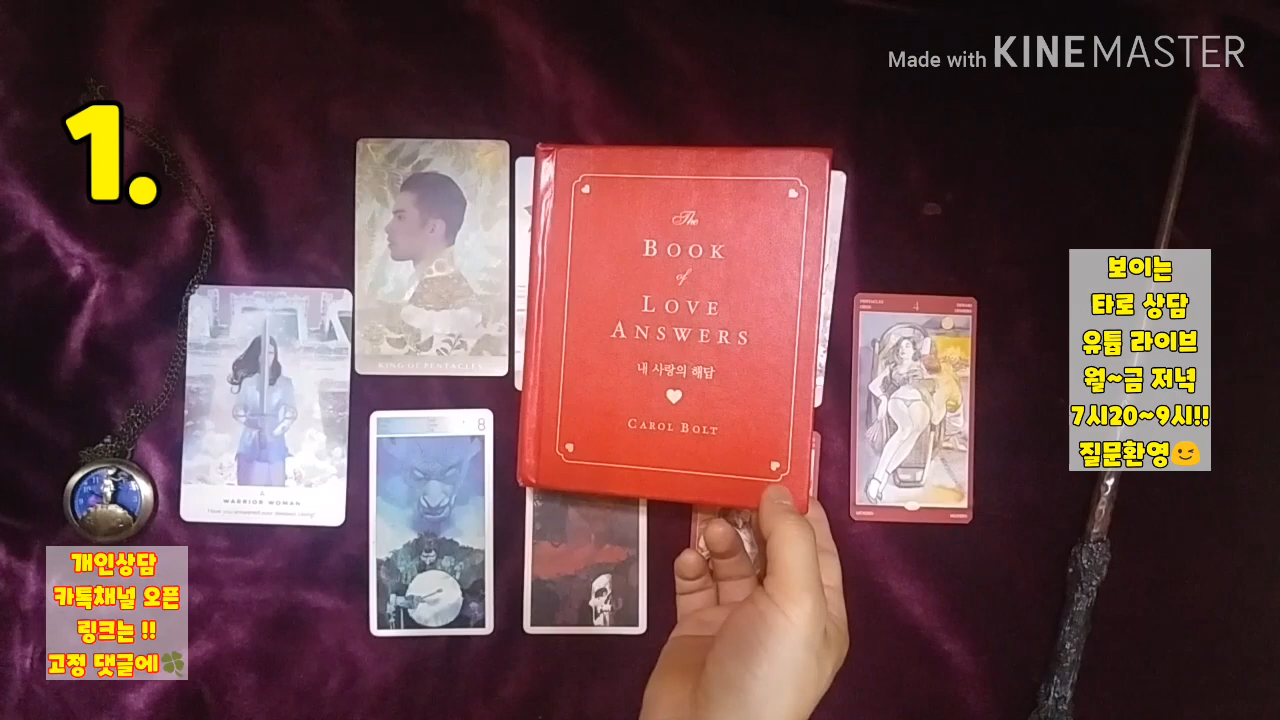 Made with KINEMASTER
1.
The
BOOK
of
LOVE
ANSWERS
내 사랑의 해답
CAROL BOLT
KING OF PENTACLES
WARRIOR WOMAN
8
4
보이는
타로 상담
유튭 라이브
월~금 저녁
7시20~9시!!
질문환영😉
개인상담
카톡채널 오픈
링크는 !!
고정 댓글에🍀